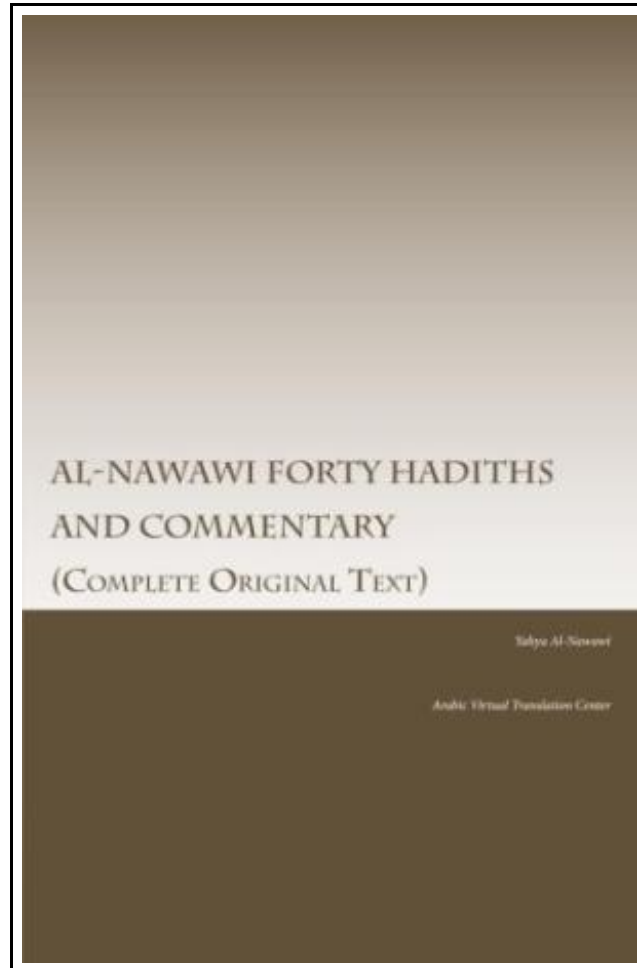 AL-NAWAWI FORTY HADITHS
AND COMMENTARY
(COMPLETE ORIGINAL TEXT)
Yahya Al-Nawawi
Arabic Virtual Translation Center